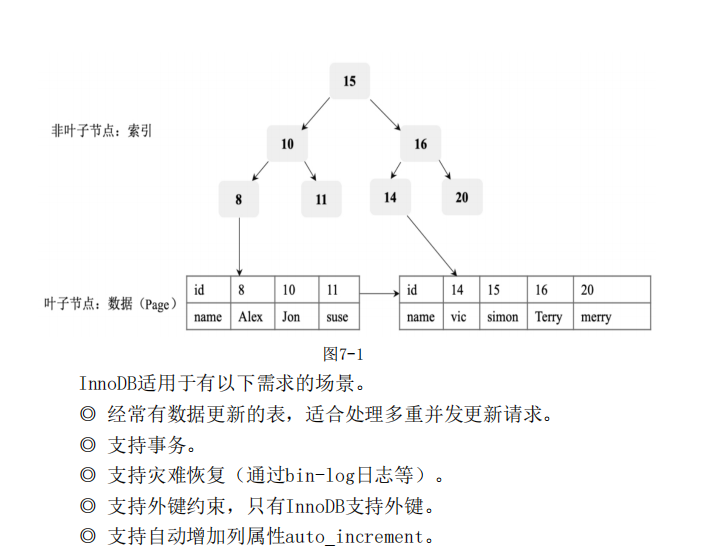 15
非叶子节点：索引
10 16
8 11 14 20
叶子节点：数据（Page）
id 8 10 11
name Alex Jon suse
id 14 15 16 20
name vic simon Terry merry
图7-1
InnoDB适用于有以下需求的场景。
◎ 经常有数据更新的表，适合处理多重并发更新请求。
◎ 支持事务。
◎ 支持灾难恢复（通过bin-log日志等）。
◎ 支持外键约束，只有InnoDB支持外键。
◎ 支持自动增加列属性auto_increment。